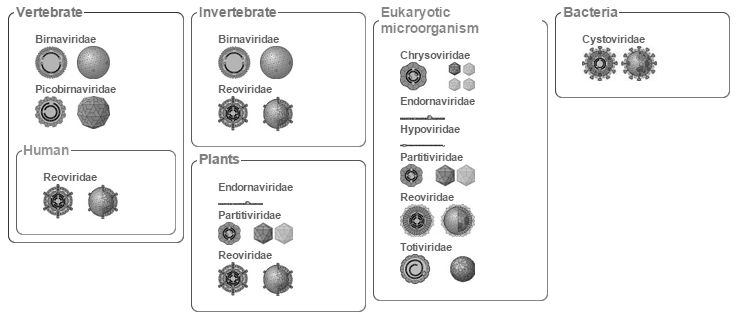 Vertebrate
Birnaviridae
Picobirnaviridae
Human
Reoviridae
Invertebrate
Birnaviridae
Reoviridae
Plants
Endornaviridae
Partitiviridae
Reoviridae
Eukaryotic
microorganism
Chrysoviridae
Endornaviridae
Hypoviridae
Partitiviridae
Reoviridae
Totiviridae
Bacteria
Cystoviridae